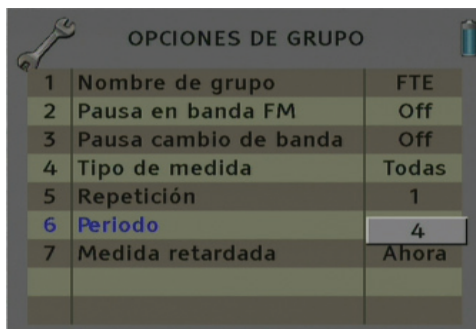 OPCIONES DE GRUPO
1 Nombre de grupo FTE
2 Pausa en banda FM Off
3 Pausa cambio de banda Off
4 Tipo de medida Todas
5 Repetición 1
6 Periodo 4
7 Medida retardada Ahora